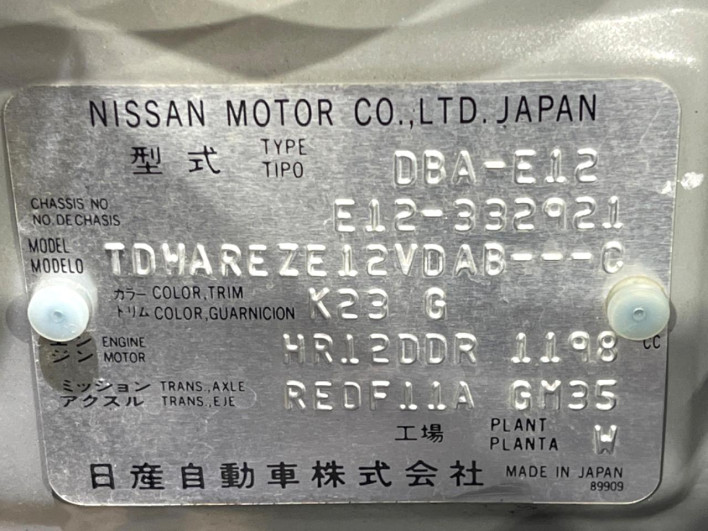 NISSAN MOTOR CO.,LTD. JAPAN
型式 TYPE TIPO DBA-E12
CHASSIS NO NO.DE CHASIS E12-332921
MODEL MODELO TDMAREZE12VDAB---C
カラー COLOR,TRIM
トリム COLOR,GUARNICION K23 G
エンジン ENGINE MOTOR HR12DDR 1198 CC
ミッション TRANS.,AXLE
アクスル TRANS.,EJE REDF11A GM35
工場 PLANT PLANTA W
日産自動車株式会社 MADE IN JAPAN
89909